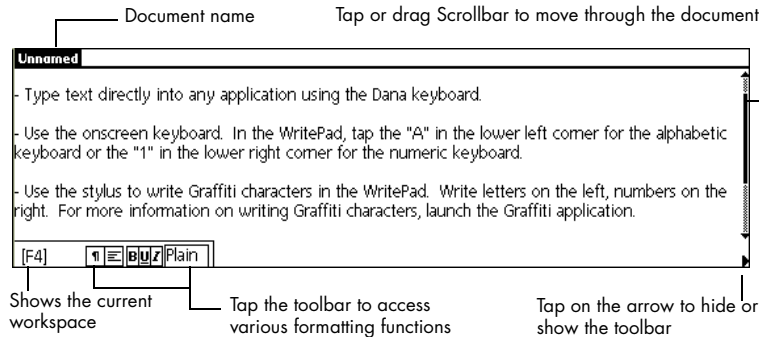 Document name
Tap or drag Scrollbar to move through the document
Unnamed
- Type text directly into any application using the Dana keyboard.
- Use the onscreen keyboard. In the WritePad, tap the "A" in the lower left corner for the alphabetic
keyboard or the "1" in the lower right corner for the numeric keyboard.
- Use the stylus to write Graffiti characters in the WritePad. Write letters on the left, numbers on the
right. For more information on writing Graffiti characters, launch the Graffiti application.
[F4] ¶ B U I Plain
Shows the current
workspace
Tap the toolbar to access
various formatting functions
Tap on the arrow to hide or
show the toolbar